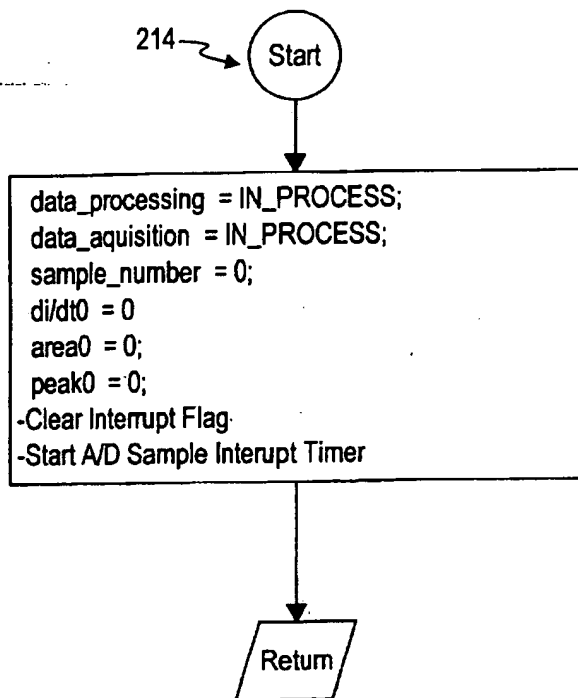 214
Start
data_processing = IN_PROCESS;
data_aquisition = IN_PROCESS;
sample_number = 0;
di/dt0 = 0
area0 = 0;
peak0 = 0;
-Clear Interrupt Flag
-Start A/D Sample Interupt Timer
Return